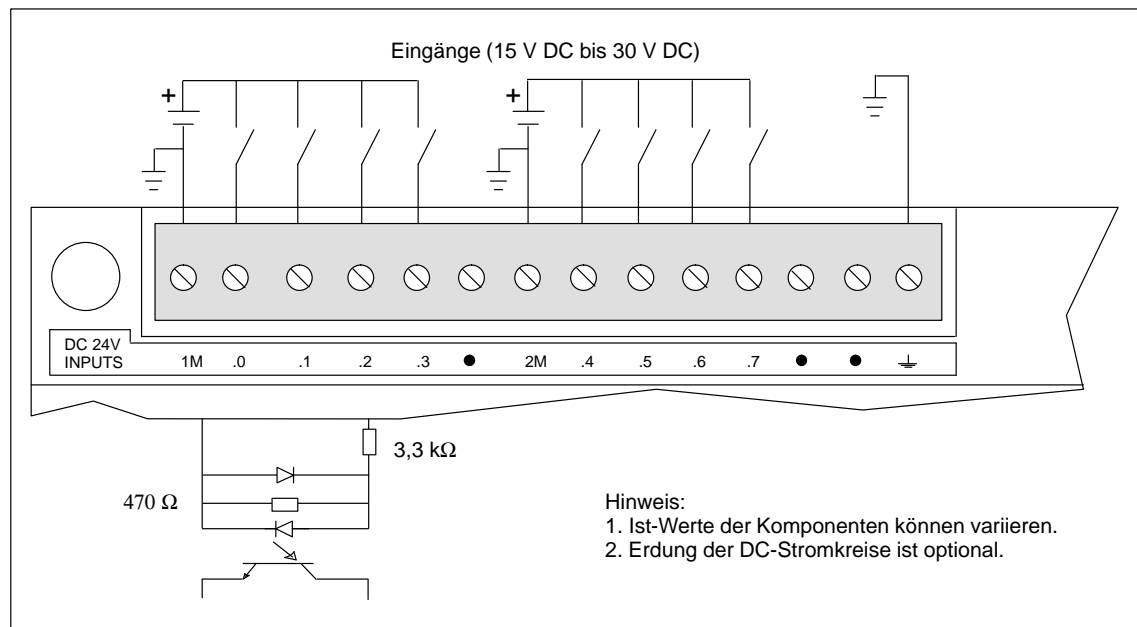 Eingänge (15 V DC bis 30 V DC)
+ +
DC 24V
INPUTS 1M .0 .1 .2 .3 ● 2M .4 .5 .6 .7 ● ●
3,3 kΩ
470 Ω
Hinweis:
1. Ist-Werte der Komponenten können variieren.
2. Erdung der DC-Stromkreise ist optional.